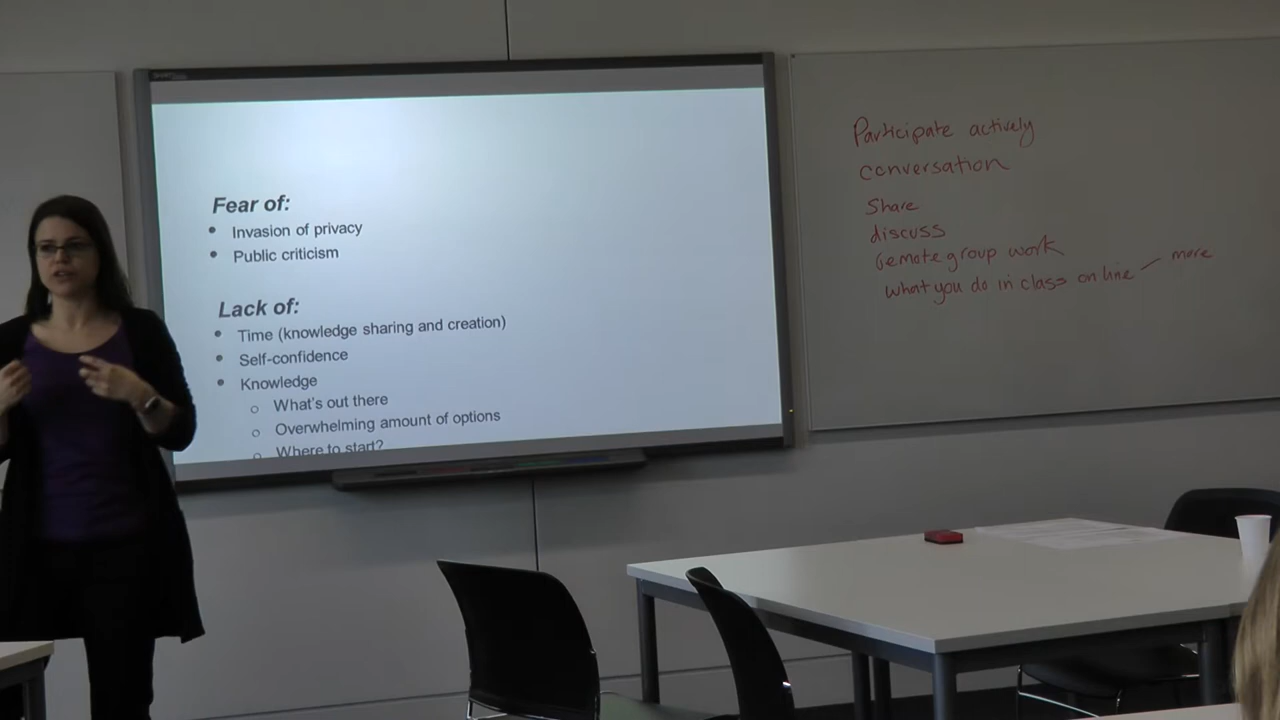 Fear of:
• Invasion of privacy
• Public criticism
Lack of:
• Time (knowledge sharing and creation)
• Self-confidence
• Knowledge
o What's out there
o Overwhelming amount of options
o Where to start?
Participate actively
conversation
Share
discuss
remote group work
what you do in class online — more